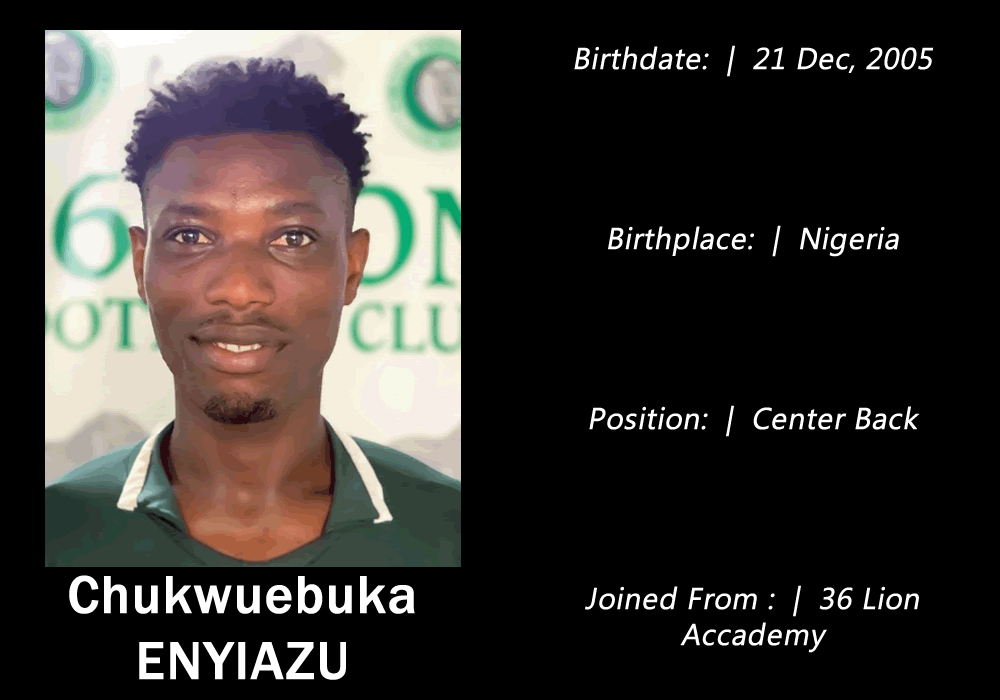 6 ON
OOT CLU
Chukwuebuka
ENYIAZU
Birthdate: | 21 Dec, 2005
Birthplace: | Nigeria
Position: | Center Back
Joined From : | 36 Lion
Accademy